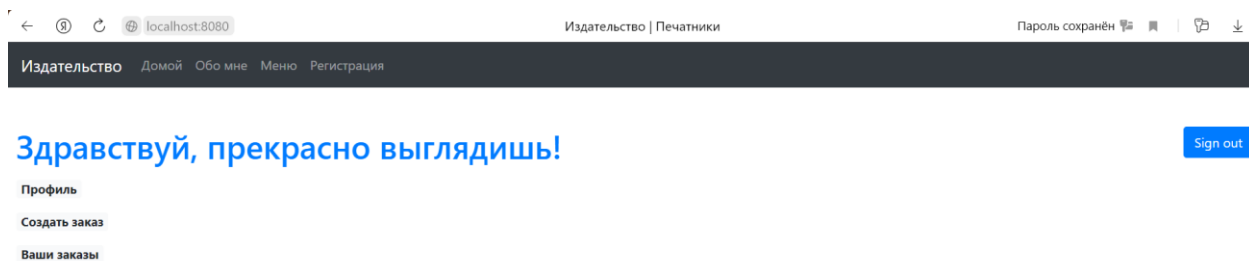 localhost:8080 Издательство | Печатники Пароль сохранён
Издательство Домой Обо мне Меню Регистрация
Здравствуй, прекрасно выглядишь! Sign out
Профиль
Создать заказ
Ваши заказы